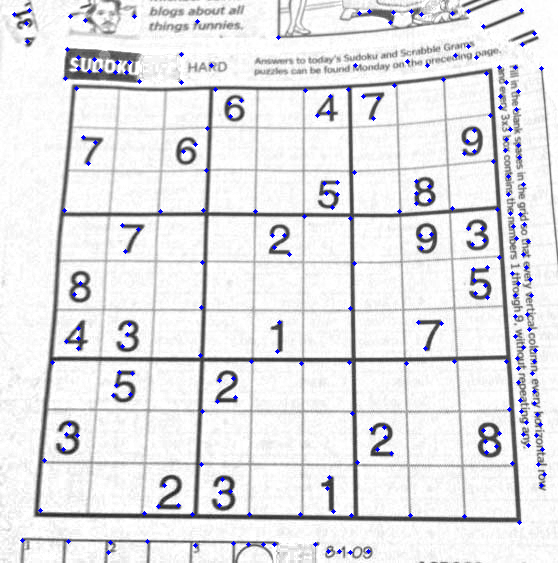 blogs about all
things funnies.
SUDOKU
HARD
Answers to today's Sudoku and Scrabble Grams
puzzles can be found Monday on the preceding page.
6 4 7
7 6 9
5 8
7 2 9 3
8 5
4 3 1 7
5 2
3 2 8
2 3 1
Fill in the blank spaces in the grid so that every vertical column, every horizontal row
and every 3x3 box contains the numbers 1 through 9, without repeating any.
1 2 3
8-1-09